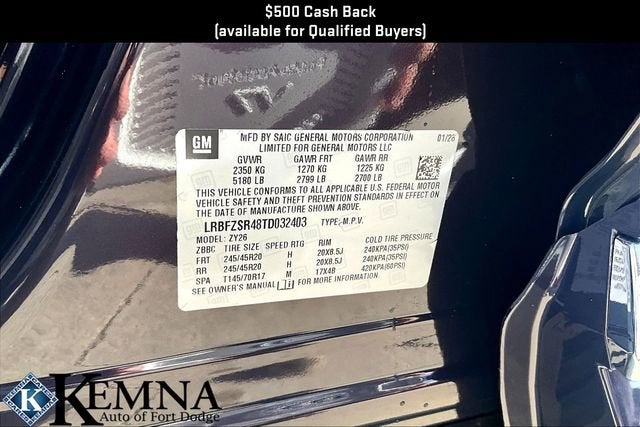 $500 Cash Back
(available for Qualified Buyers)
GM
MFD BY SAIC GENERAL MOTORS CORPORATION 01/26
LIMITED FOR GENERAL MOTORS LLC
GVWR GAWR FRT GAWR RR
2350 KG 1270 KG 1225 KG
5180 LB 2799 LB 2700 LB
THIS VEHICLE CONFORMS TO ALL APPLICABLE U.S. FEDERAL MOTOR
VEHICLE SAFETY AND THEFT PREVENTION STANDARDS IN EFFECT ON
THE DATE OF MANUFACTURE SHOWN ABOVE.
LRBFZSR48TD032403 TYPE:-M.P.V.
MODEL: ZY26
ZBBC TIRE SIZE SPEED RTG RIM COLD TIRE PRESSURE
FRT 245/45R20 H 20X8.5J 240KPA(35PSI)
RR 245/45R20 H 20X8.5J 240KPA(35PSI)
SPA T145/70R17 M 17X4B 420KPA(60PSI)
SEE OWNER'S MANUAL FOR MORE INFORMATION.
K KEMNA
Auto of Fort Dodge